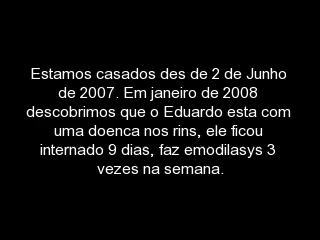 Estamos casados des de 2 de Junho
de 2007. Em janeiro de 2008
descobrimos que o Eduardo esta com
uma doenca nos rins, ele ficou
internado 9 dias, faz emodilasys 3
vezes na semana.